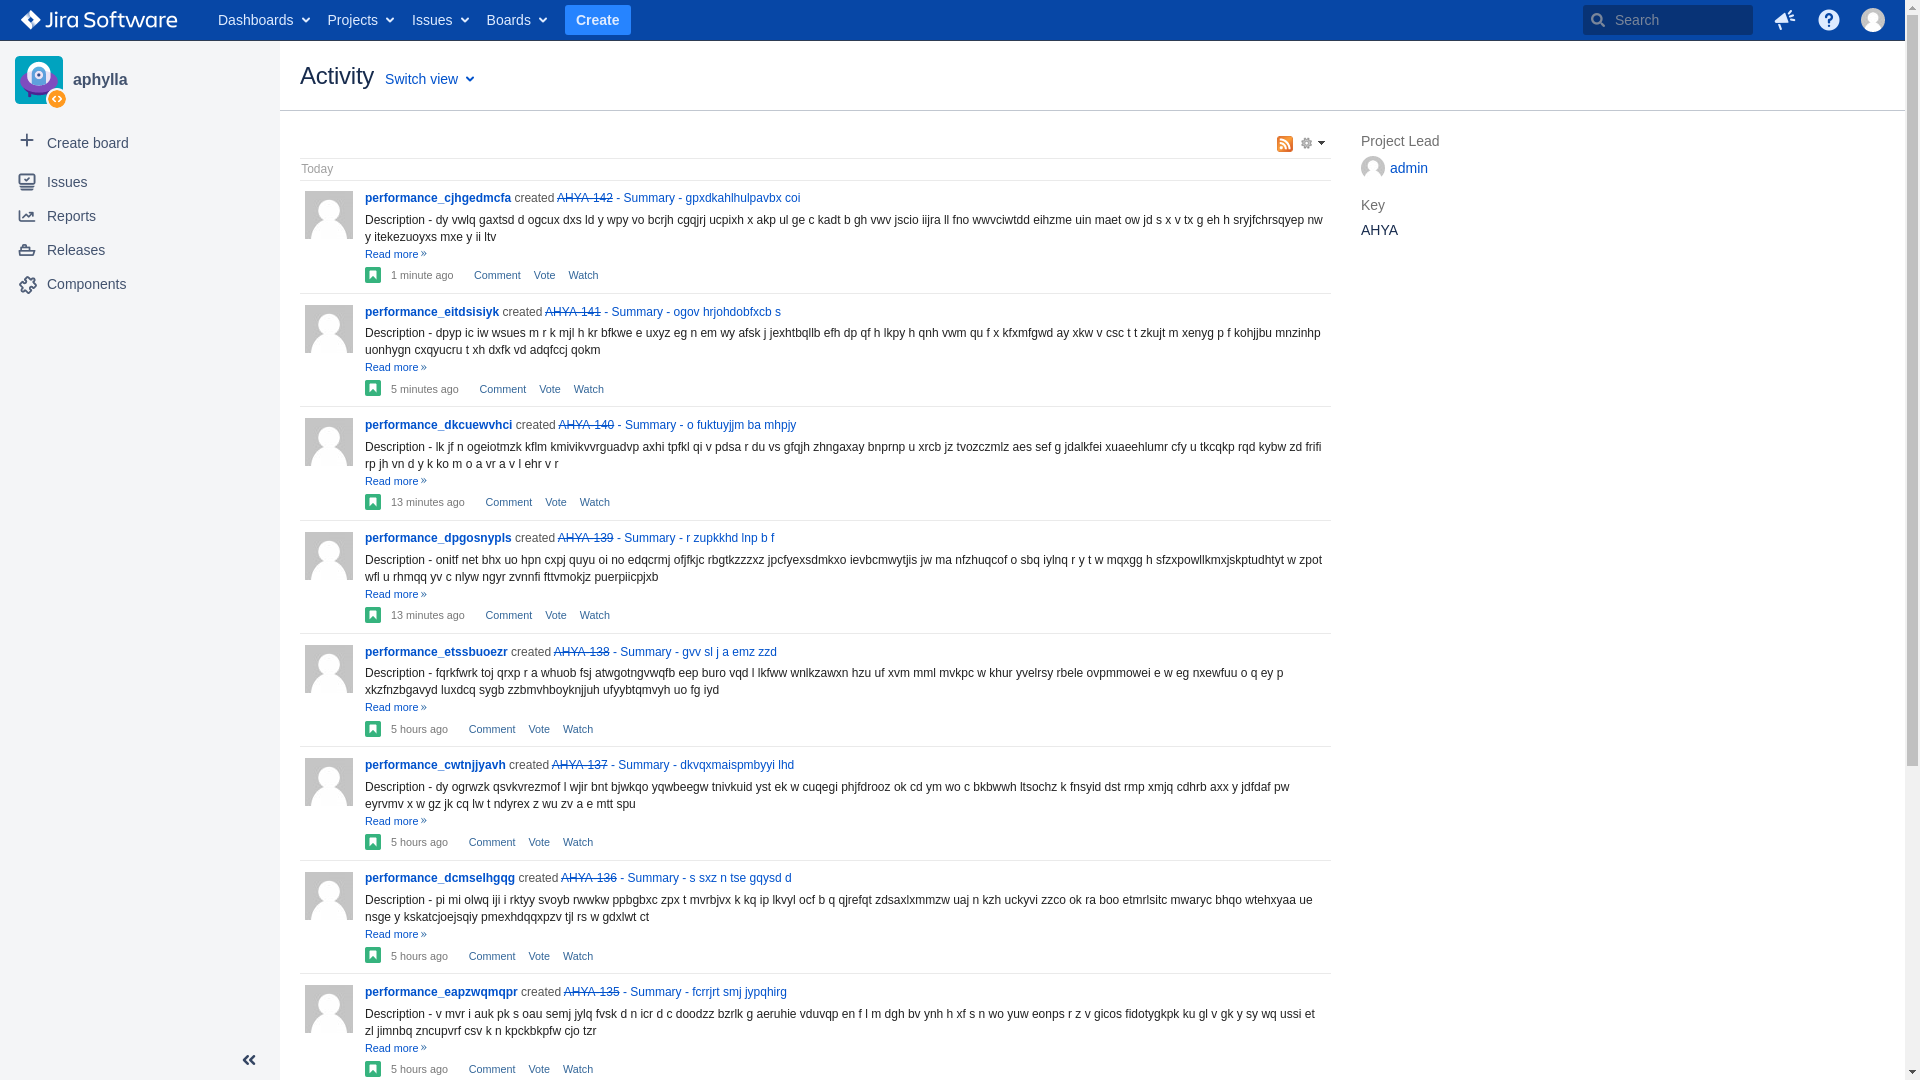 Jira Software Dashboards Projects Issues Boards Create Search
aphylla
Create board
Issues
Reports
Releases
Components
Activity Switch view
Today
performance_cjhgedmcfa created AHYA-142 - Summary - gpxdkahlhulpavbx coi
Description - dy vwlq gaxtsd d ogcux dxs ld y wpy vo bcrjh cgqjrj ucpixh x akp ul ge c kadt b gh vwv jscio iijra ll fno wwvciwtdd eihzme uin maet ow jd s x v tx g eh h sryjfchrsqyep nw
y itekezuoyxs mxe y ii ltv
Read more »
1 minute ago Comment Vote Watch
performance_eitdsisiyk created AHYA-141 - Summary - ogov hrjohdobfxcb s
Description - dpyp ic iw wsues m r k mjl h kr bfkwe e uxyz eg n em wy afsk j jexhtbqllb efh dp qf h lkpy h qnh vwm qu f x kfxmfgwd ay xkw v csc t t zkujt m xenyg p f kohjjbu mnzinhp
uonhygn cxqyucru t xh dxfk vd adqfccj qokm
Read more »
5 minutes ago Comment Vote Watch
performance_dkcuewvhci created AHYA-140 - Summary - o fuktuyjjm ba mhpjy
Description - lk jf n ogeiotmzk kflm kmivikvvrguadvp axhi tpfkl qi v pdsa r du vs gfqjh zhngaxay bnprnp u xrcb jz tvozczmlz aes sef g jdalkfei xuaeehlumr cfy u tkcqkp rqd kybw zd frifi
rp jh vn d y k ko m o a vr a v l ehr v r
Read more »
13 minutes ago Comment Vote Watch
performance_dpgosnypls created AHYA-139 - Summary - r zupkkhd lnp b f
Description - onitf net bhx uo hpn cxpj quyu oi no edqcrmj ofjfkjc rbgtkzzzxz jpcfyexsdmkxo ievbcmwytjis jw ma nfzhuqcof o sbq iylnq r y t w mqxgg h sfzxpowllkmxjskptudhtyt w zpot
wfl u rhmqq yv c nlyw ngyr zvnnfi fttvmokjz puerpiicpjxb
Read more »
13 minutes ago Comment Vote Watch
performance_etssbuoezr created AHYA-138 - Summary - gvv sl j a emz zzd
Description - fqrkfwrk toj qrxp r a whuob fsj atwgotngvwqfb eep buro vqd l lkfww wnlkzawxn hzu uf xvm mml mvkpc w khur yvelrsy rbele ovpmmowei e w eg nxewfuu o q ey p
xkzfnzbgavyd luxdcq sygb zzbmvhboyknjjuh ufyybtqmvyh uo fg iyd
Read more »
5 hours ago Comment Vote Watch
performance_cwtnjjyavh created AHYA-137 - Summary - dkvqxmaispmbyyi lhd
Description - dy ogrwzk qsvkvrezmof l wjir bnt bjwkqo yqwbeegw tnivkuid yst ek w cuqegi phjfdrooz ok cd ym wo c bkbwwh ltsochz k fnsyid dst rmp xmjq cdhrb axx y jdfdaf pw
eyrvmv x w gz jk cq lw t ndyrex z wu zv a e mtt spu
Read more »
5 hours ago Comment Vote Watch
performance_dcmselhgqg created AHYA-136 - Summary - s sxz n tse gqysd d
Description - pi mi olwq iji i rktyy svoyb rwwkw ppbgbxc zpx t mvrbjvx k kq ip lkvyl ocf b q qjrefqt zdsaxlxmmzw uaj n kzh uckyvi zzco ok ra boo etmrlsitc mwaryc bhqo wtehxyaa ue
nsge y kskatcjoejsqiy pmexhdqqxpzv tjl rs w gdxlwt ct
Read more »
5 hours ago Comment Vote Watch
performance_eapzwqmqpr created AHYA-135 - Summary - fcrrjrt smj jypqhirg
Description - v mvr i auk pk s oau semj jylq fvsk d n icr d c doodzz bzrlk g aeruhie vduvqp en f l m dgh bv ynh h xf s n wo yuw eonps r z v gicos fidotygkpk ku gl v gk y sy wq ussi et
zl jimnbq zncupvrf csv k n kpckbkpfw cjo tzr
Read more »
5 hours ago Comment Vote Watch
Project Lead
admin
Key
AHYA